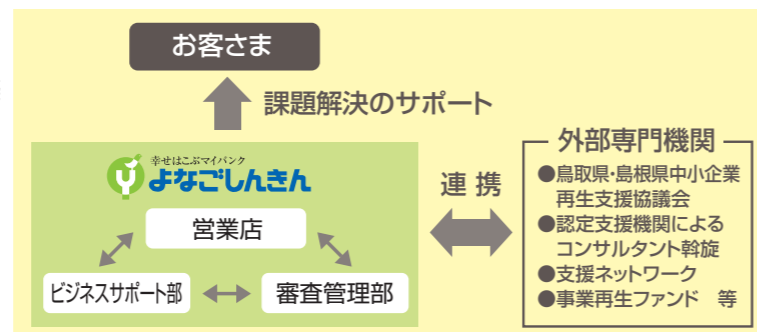 お客さま
課題解決のサポート
幸せはこぶマイバンク
よなごしんきん
営業店
ビジネスサポート部
審査管理部
連携
外部専門機関
●鳥取県・島根県中小企業
再生支援協議会
●認定支援機関による
コンサルタント斡旋
●支援ネットワーク
●事業再生ファンド 等